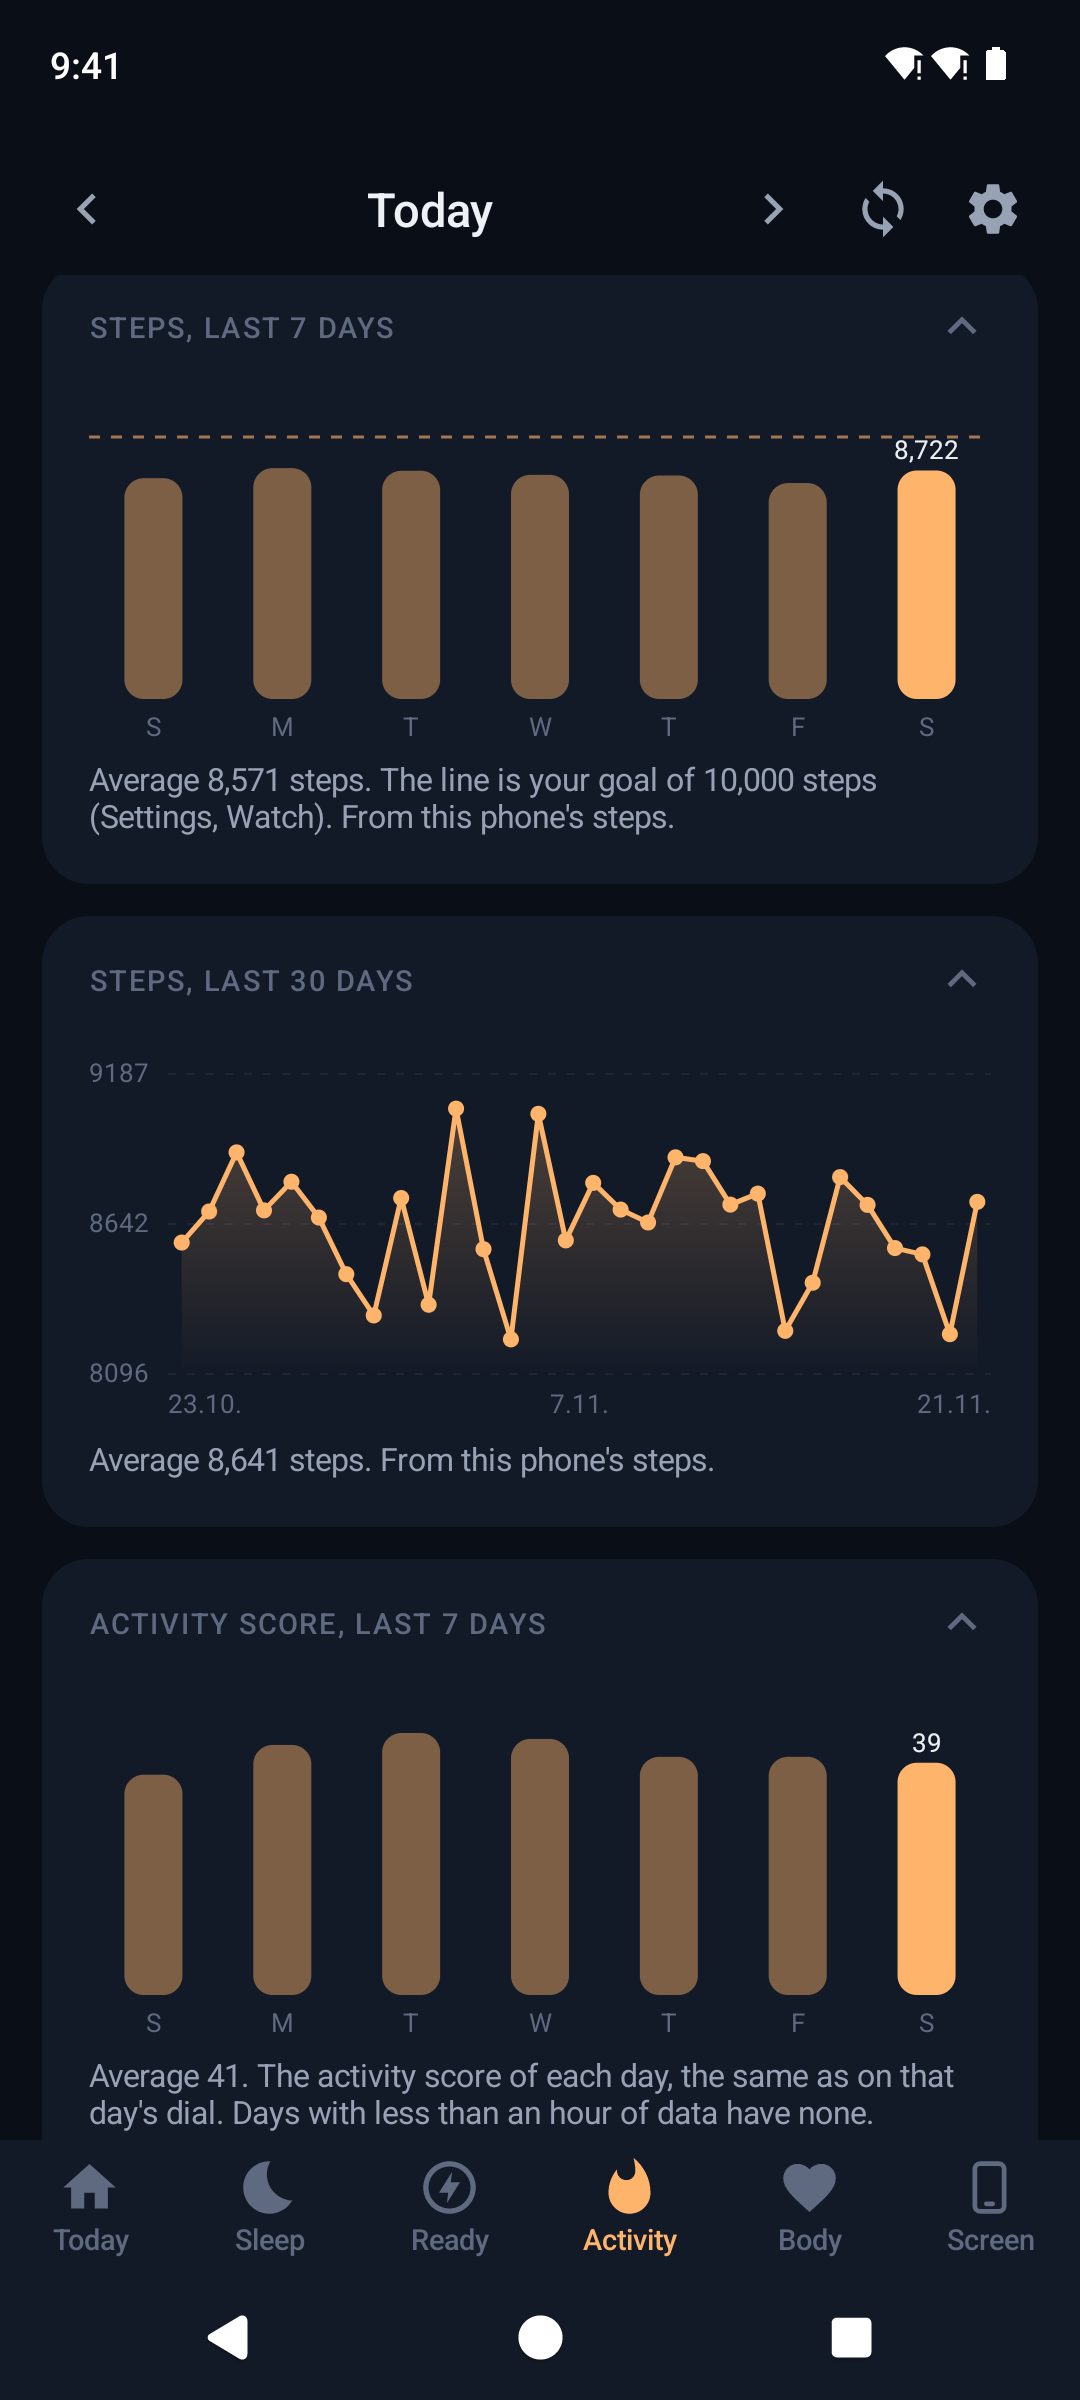 9:41
Today
STEPS, LAST 7 DAYS
8,722
S M T W T F S
Average 8,571 steps. The line is your goal of 10,000 steps
(Settings, Watch). From this phone's steps.
STEPS, LAST 30 DAYS
9187
8642
8096
23.10. 7.11. 21.11.
Average 8,641 steps. From this phone's steps.
ACTIVITY SCORE, LAST 7 DAYS
39
S M T W T F S
Average 41. The activity score of each day, the same as on that
day's dial. Days with less than an hour of data have none.
Today Sleep Ready Activity Body Screen